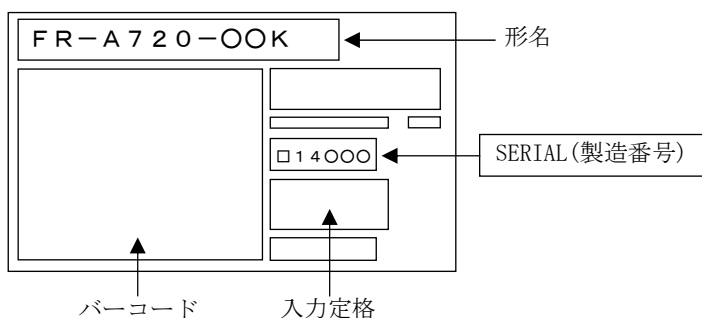 FR－A720－○○K
形名
□14○○○
SERIAL(製造番号)
バーコード
入力定格